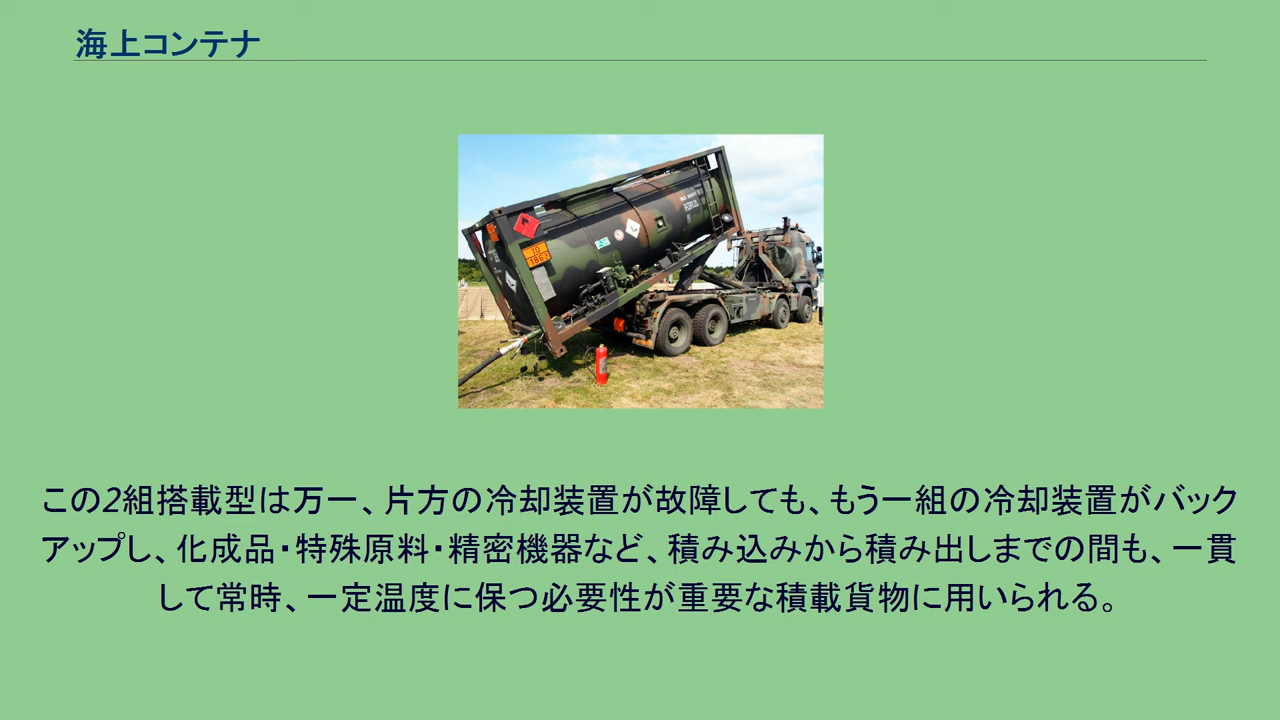 海上コンテナ
30
1863
この2組搭載型は万一、片方の冷却装置が故障しても、もう一組の冷却装置がバック
アップし、化成品・特殊原料・精密機器など、積み込みから積み出しまでの間も、一貫
して常時、一定温度に保つ必要性が重要な積載貨物に用いられる。